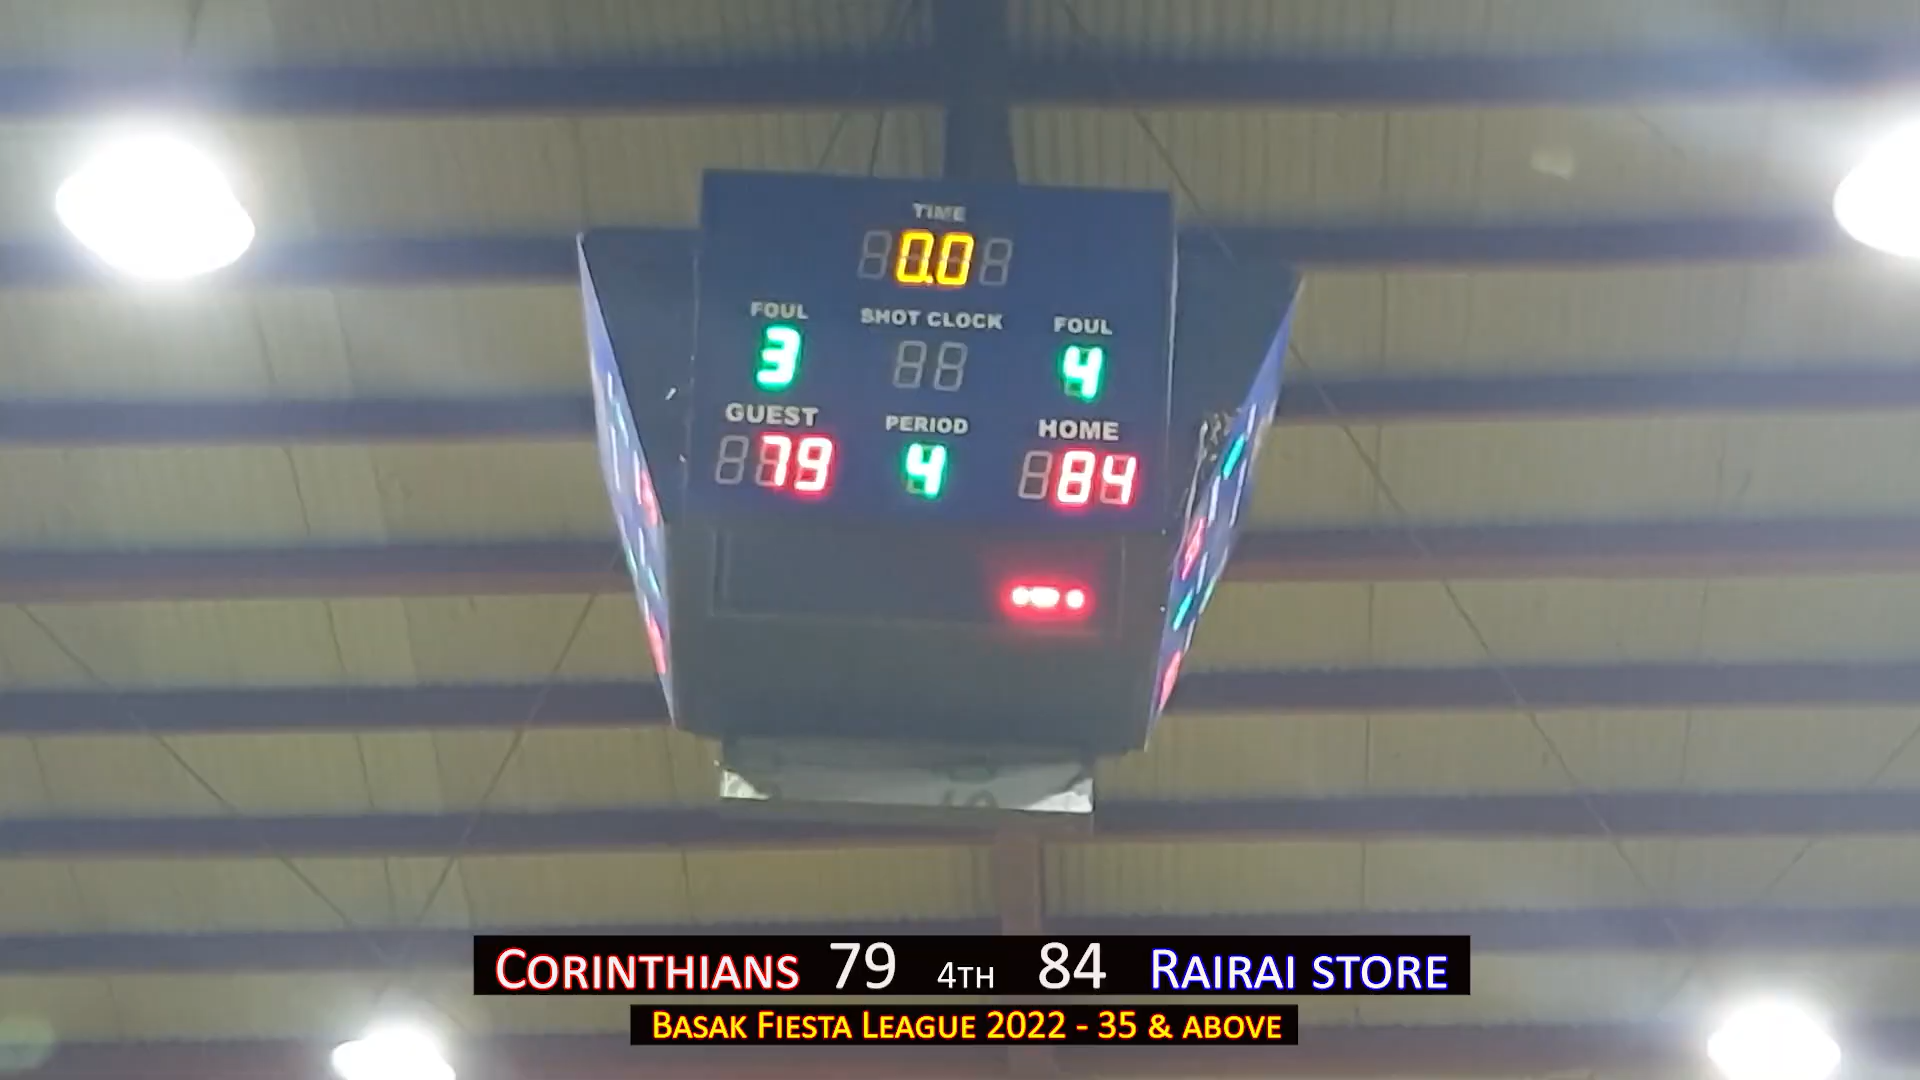 TIME
0.0
FOUL SHOT CLOCK FOUL
3 4
GUEST PERIOD HOME
79 4 84
CORINTHIANS 79 4TH 84 RAIRAI STORE
BASAK FIESTA LEAGUE 2022 - 35 & ABOVE